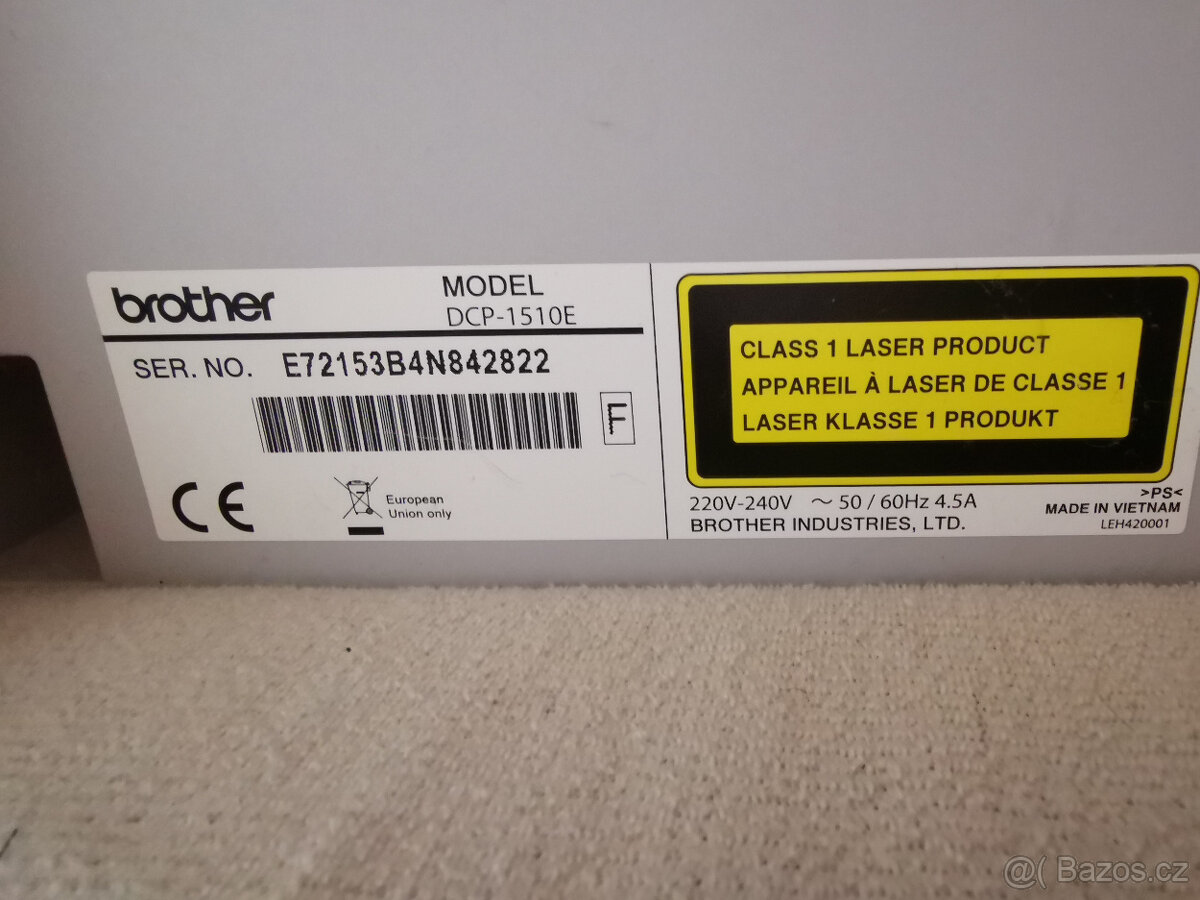 brother
MODEL
DCP-1510E
SER. NO. E72153B4N842822
F
CE
European
Union only
CLASS 1 LASER PRODUCT
APPAREIL À LASER DE CLASSE 1
LASER KLASSE 1 PRODUKT
220V-240V ～ 50 / 60Hz 4.5A
BROTHER INDUSTRIES, LTD.
>PS<
MADE IN VIETNAM
LEH420001
@( Bazos.cz